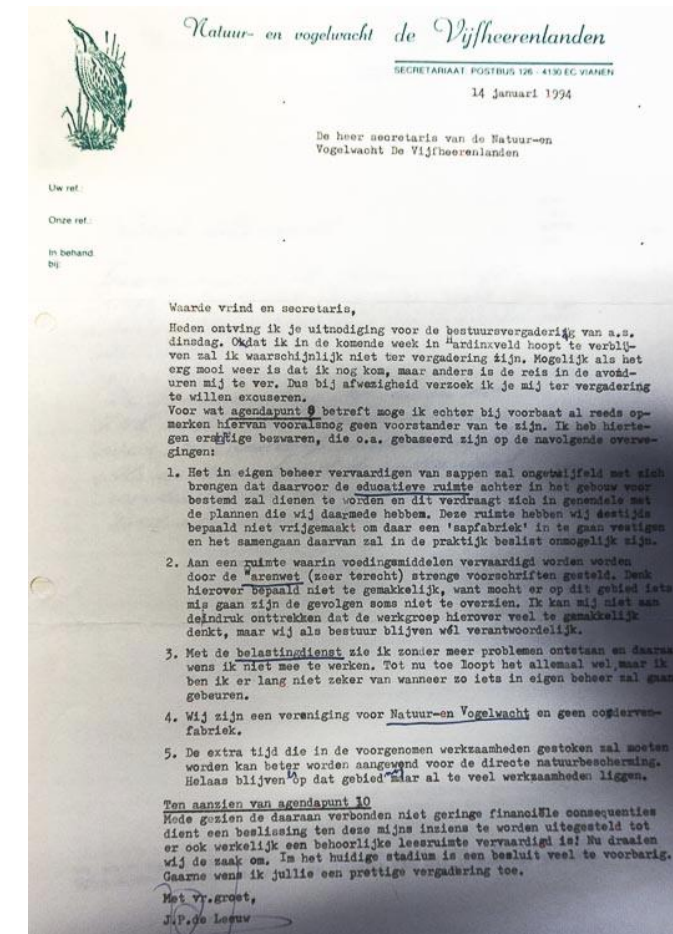 Natuur- en vogelwacht de Vijfheerenlanden
SECRETARIAAT POSTBUS 126 - 4130 EC VIANEN
14 januari 1994
De heer secretaris van de Natuur-en
Vogelwacht De Vijfheerenlanden
Uw ref.:
Onze ref.:
In behand.
bij:
Waarde vrind en secretaris,
Heden ontving ik je uitnodiging voor de bestuursvergaderijg van a.s.
dinsdag. Okdat ik in de komende week in Hardinxveld hoopt te verblij-
ven zal ik waarschijnlijk niet ter vergadering zijn. Mogelijk als het
erg mooi weer is dat ik nog kom, maar anders is de reis in de avond-
uren mij te ver. Dus bij afwezigheid verzoek ik je mij ter vergadering
te willen excuseren.
Voor wat agendapunt 8 betreft moge ik echter bij voorbaat al reeds op-
merken hiervan vooralsnog geen voorstander van te zijn. Ik heb hierte-
gen ernstige bezwaren, die o.a. gebaseerd zijn op de navolgende overwe-
gingen:
1. Het in eigen beheer vervaardigen van sappen zal ongetwijfeld met zich
brengen dat daarvoor de educatieve ruimte achter in het gebouw voor
bestemd zal dienen te worden en dit verdraagt zich in genendele met
de plannen die wij daarmede hebben. Deze ruimte hebben wij destijds
bepaald niet vrijgemaakt om daar een 'sapfabriek' in te gaan vestigen
en het samengaan daarvan zal in de praktijk beslist onmogelijk zijn.
2. Aan een ruimte waarin voedingsmiddelen vervaardigd worden worden
door de Warenwet (zeer terecht) strenge voorschriften gesteld. Denk
hierover bepaald niet te gemakkelijk, want mocht er op dit gebied iets
mis gaan zijn de gevolgen soms niet te overzien. Ik kan mij niet aan
deindruk onttrekken dat de werkgroep hierover veel te gamakkelijk
denkt, maar wij als bestuur blijven wél verantwoordelijk.
3. Met de belastingdienst zie ik zonder meer problemen ontstaan en daaraa
wens ik niet mee te werken. Tot nu toe loopt het allemaal wel, maar ik
ben ik er lang niet zeker van wanneer zo iets in eigen beheer zal gaan
gebeuren.
4. Wij zijn een vereniging voor Natuur-en Vogelwacht en geen
fabriek.
5. De extra tijd die in de voorgenomen werkzaamheden gestoken zal moeten
worden kan beter worden aangewend voor de directe natuurbescherming.
Helaas blijven op dat gebied maar al te veel werkzaamheden liggen.
Ten aanzien van agendapunt 10
Mede gezien de daaraan verbonden niet geringe financiële consequenties
dient een beslissing ten deze mijns inziens te worden uitgesteld tot
er ook werkelijk een behoorlijke leesruimte vervaardigd is! Nu draaien
wij de zaak om. Im het huidige stadium is een besluit veel te voorbarig.
Gaarne wens ik jullie een prettige vergadering toe.
Met vr.groet,
J.P.de Leeuw